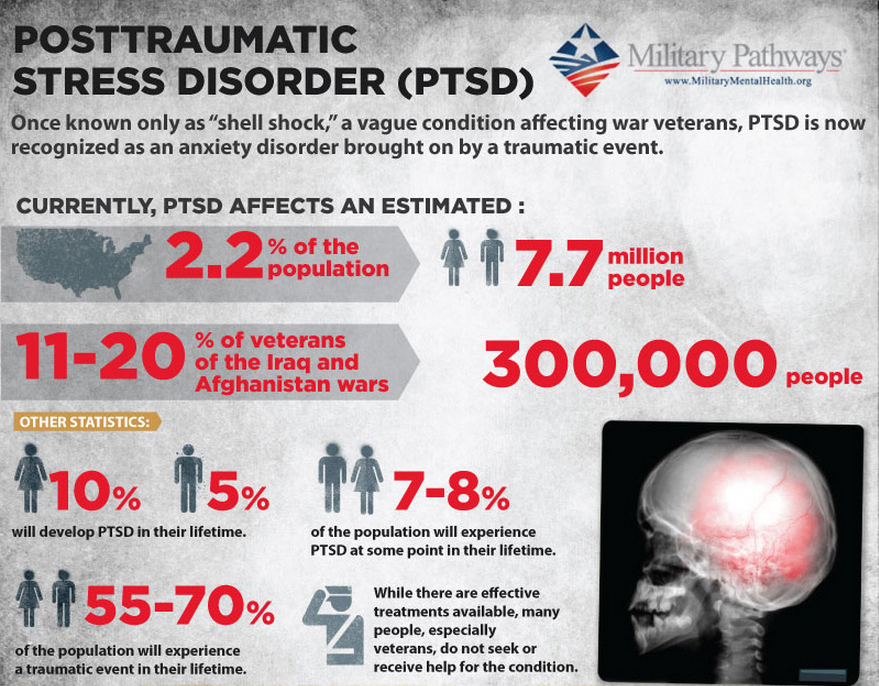 POSTTRAUMATIC
STRESS DISORDER (PTSD)
Military Pathways®
www.MilitaryMentalHealth.org
Once known only as “shell shock,” a vague condition affecting war veterans, PTSD is now
recognized as an anxiety disorder brought on by a traumatic event.
CURRENTLY, PTSD AFFECTS AN ESTIMATED :
2.2% of the
population
7.7 million
people
11-20% of veterans
of the Iraq and
Afghanistan wars
300,000 people
OTHER STATISTICS:
10% 5%
will develop PTSD in their lifetime.
7-8%
of the population will experience
PTSD at some point in their lifetime.
55-70%
of the population will experience
a traumatic event in their lifetime.
While there are effective
treatments available, many
people, especially
veterans, do not seek or
receive help for the condition.